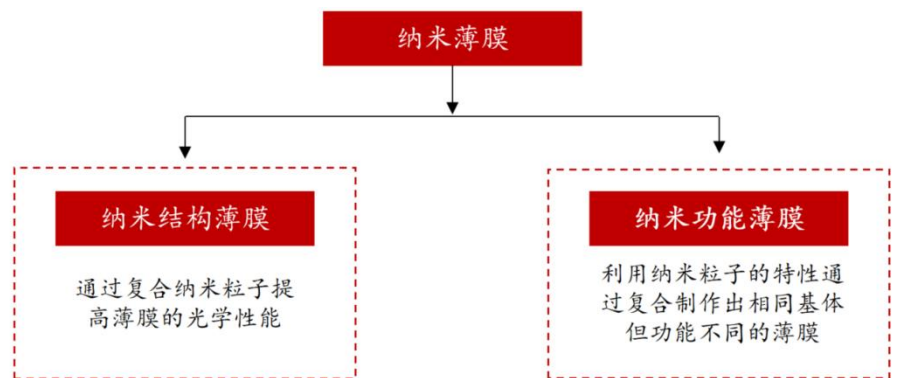 纳米薄膜
纳米结构薄膜
通过复合纳米粒子提
高薄膜的光学性能
纳米功能薄膜
利用纳米粒子的特性通
过复合制作出相同基体
但功能不同的薄膜